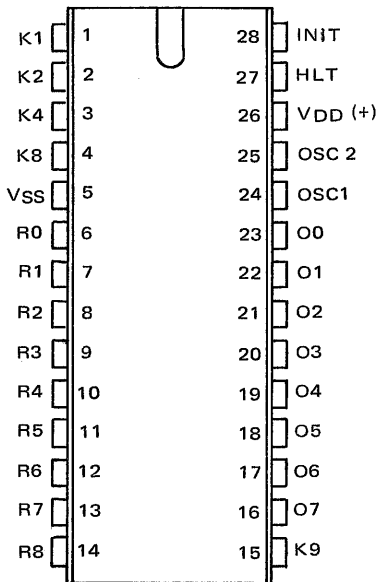 K1 1 28 INIT
K2 2 27 HLT
K4 3 26 VDD (+)
K8 4 25 OSC 2
VSS 5 24 OSC1
R0 6 23 O0
R1 7 22 O1
R2 8 21 O2
R3 9 20 O3
R4 10 19 O4
R5 11 18 O5
R6 12 17 O6
R7 13 16 O7
R8 14 15 K9